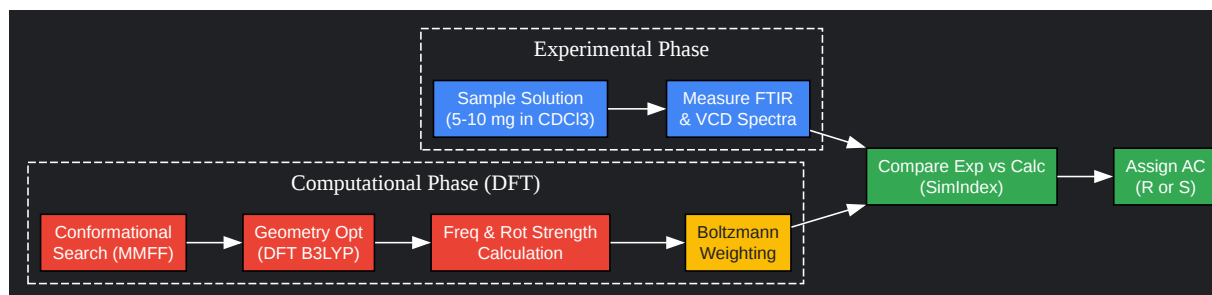 Experimental Phase
Sample Solution
(5-10 mg in CDCl3)
Measure FTIR
& VCD Spectra
Computational Phase (DFT)
Conformational
Search (MMFF)
Geometry Opt
(DFT B3LYP)
Freq & Rot Strength
Calculation
Boltzmann
Weighting
Compare Exp vs Calc
(SimIndex)
Assign AC
(R or S)